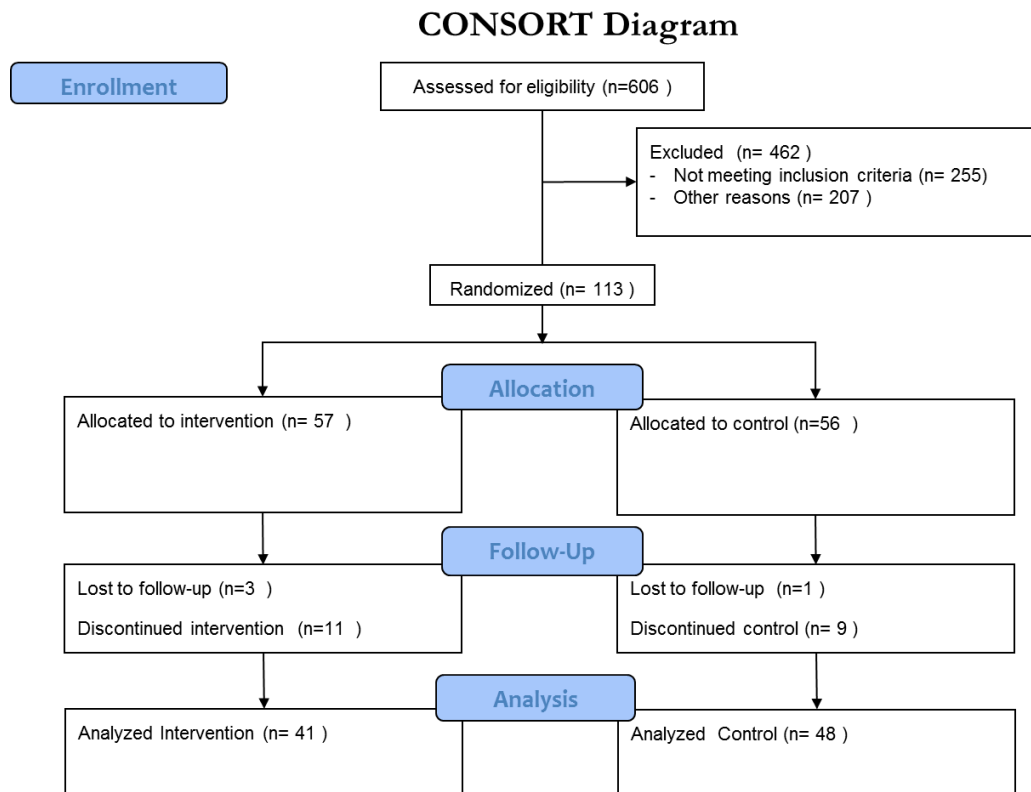 CONSORT Diagram
Enrollment
Assessed for eligibility (n=606 )
Excluded (n= 462 )
- Not meeting inclusion criteria (n= 255)
- Other reasons (n= 207 )
Randomized (n= 113 )
Allocation
Allocated to intervention (n= 57 )
Allocated to control (n=56 )
Follow-Up
Lost to follow-up (n=3 )
Discontinued intervention (n=11 )
Lost to follow-up (n=1 )
Discontinued control (n= 9 )
Analysis
Analyzed Intervention (n= 41 )
Analyzed Control (n= 48 )